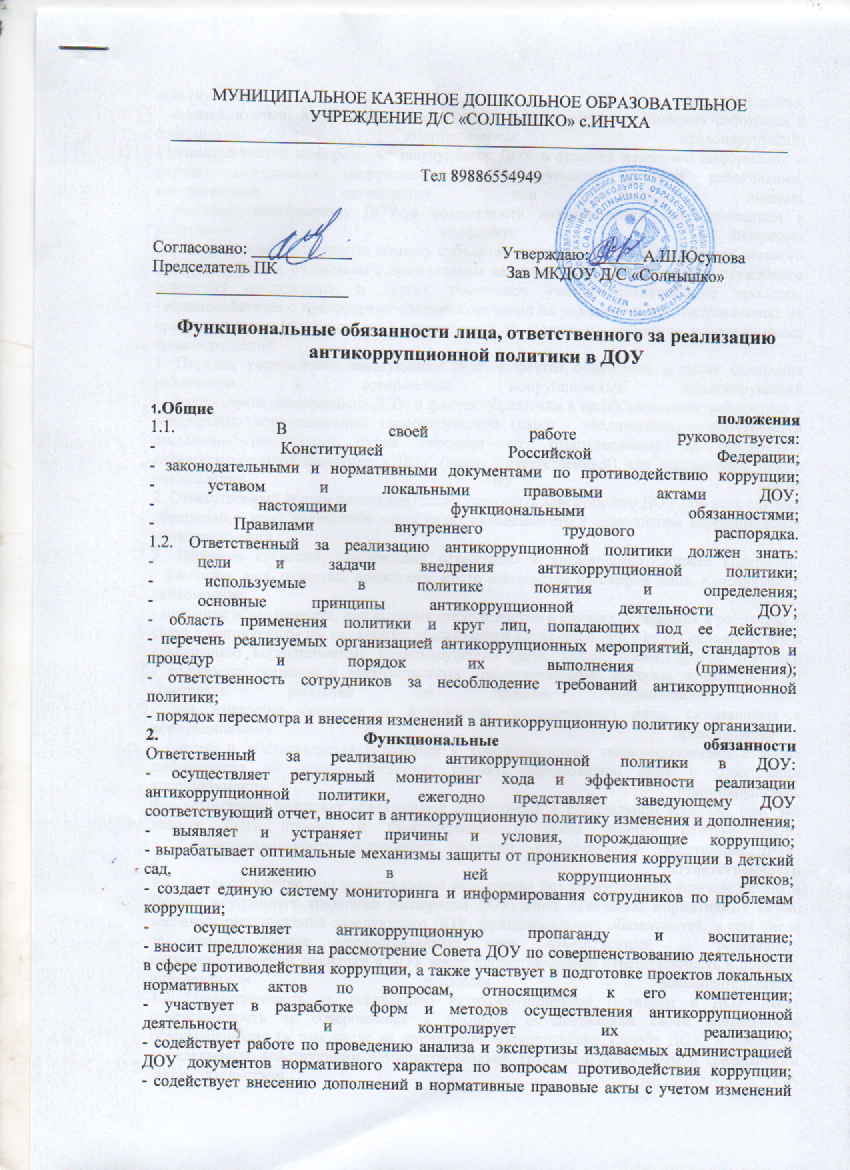 МУНИЦИПАЛЬНОЕ КАЗЕННОЕ ДОШКОЛЬНОЕ ОБРАЗОВАТЕЛЬНОЕ
УЧРЕЖДЕНИЕ Д/С «СОЛНЫШКО» с.ИНЧХА
Тел 89886554949
Согласовано: ____________ Утверждаю: А.Ш.Юсупова
Председатель ПК Зав МКДОУ Д/С «Солнышко»
Функциональные обязанности лица, ответственного за реализацию
антикоррупционной политики в ДОУ
1.Общие положения
1.1. В своей работе руководствуется:
- Конституцией Российской Федерации;
- законодательными и нормативными документами по противодействию коррупции;
- уставом и локальными правовыми актами ДОУ;
- настоящими функциональными обязанностями;
- Правилами внутреннего трудового распорядка.
1.2. Ответственный за реализацию антикоррупционной политики должен знать:
- цели и задачи внедрения антикоррупционной политики;
- используемые в политике понятия и определения;
- основные принципы антикоррупционной деятельности ДОУ;
- область применения политики и круг лиц, попадающих под ее действие;
- перечень реализуемых организацией антикоррупционных мероприятий, стандартов и
процедур и порядок их выполнения (применения);
- ответственность сотрудников за несоблюдение требований антикоррупционной
политики;
- порядок пересмотра и внесения изменений в антикоррупционную политику организации.
2. Функциональные обязанности
Ответственный за реализацию антикоррупционной политики в ДОУ:
- осуществляет регулярный мониторинг хода и эффективности реализации
антикоррупционной политики, ежегодно представляет заведующему ДОУ
соответствующий отчет, вносит в антикоррупционную политику изменения и дополнения;
- выявляет и устраняет причины и условия, порождающие коррупцию;
- вырабатывает оптимальные механизмы защиты от проникновения коррупции в детский
сад, снижению в ней коррупционных рисков;
- создает единую систему мониторинга и информирования сотрудников по проблемам
коррупции;
- осуществляет антикоррупционную пропаганду и воспитание;
- вносит предложения на рассмотрение Совета ДОУ по совершенствованию деятельности
в сфере противодействия коррупции, а также участвует в подготовке проектов локальных
нормативных актов по вопросам, относящимся к его компетенции;
- участвует в разработке форм и методов осуществления антикоррупционной
деятельности и контролирует их реализацию;
- содействует работе по проведению анализа и экспертизы издаваемых администрацией
ДОУ документов нормативного характера по вопросам противодействия коррупции;
- содействует внесению дополнений в нормативные правовые акты с учетом изменений